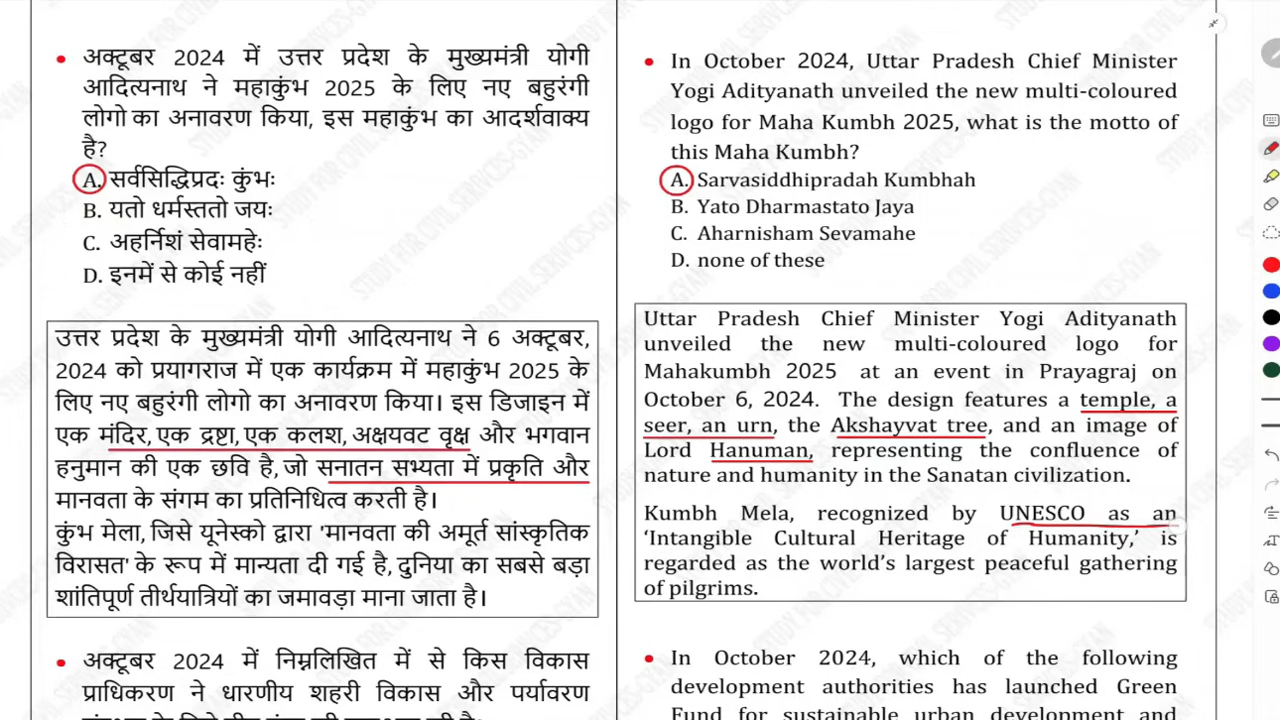 • अक्टूबर 2024 में उत्तर प्रदेश के मुख्यमंत्री योगी
आदित्यनाथ ने महाकुंभ 2025 के लिए नए बहुरंगी
लोगो का अनावरण किया, इस महाकुंभ का आदर्शवाक्य
है?
A. सर्वसिद्धिप्रदः कुंभः
B. यतो धर्मस्ततो जयः
C. अहर्निशं सेवामहेः
D. इनमें से कोई नहीं
उत्तर प्रदेश के मुख्यमंत्री योगी आदित्यनाथ ने 6 अक्टूबर,
2024 को प्रयागराज में एक कार्यक्रम में महाकुंभ 2025 के
लिए नए बहुरंगी लोगो का अनावरण किया। इस डिजाइन में
एक मंदिर, एक द्रष्टा, एक कलश, अक्षयवट वृक्ष और भगवान
हनुमान की एक छवि है, जो सनातन सभ्यता में प्रकृति और
मानवता के संगम का प्रतिनिधित्व करती है।
कुंभ मेला, जिसे यूनेस्को द्वारा 'मानवता की अमूर्त सांस्कृतिक
विरासत' के रूप में मान्यता दी गई है, दुनिया का सबसे बड़ा
शांतिपूर्ण तीर्थयात्रियों का जमावड़ा माना जाता है।
• अक्टूबर 2024 में निम्नलिखित में से किस विकास
प्राधिकरण ने धारणीय शहरी विकास और पर्यावरण
• In October 2024, Uttar Pradesh Chief Minister
Yogi Adityanath unveiled the new multi-coloured
logo for Maha Kumbh 2025, what is the motto of
this Maha Kumbh?
A. Sarvasiddhipradah Kumbhah
B. Yato Dharmastato Jaya
C. Aharnisham Sevamahe
D. none of these
Uttar Pradesh Chief Minister Yogi Adityanath
unveiled the new multi-coloured logo for
Mahakumbh 2025 at an event in Prayagraj on
October 6, 2024. The design features a temple, a
seer, an urn, the Akshayvat tree, and an image of
Lord Hanuman, representing the confluence of
nature and humanity in the Sanatan civilization.
Kumbh Mela, recognized by UNESCO as an
‘Intangible Cultural Heritage of Humanity,’ is
regarded as the world’s largest peaceful gathering
of pilgrims.
• In October 2024, which of the following
development authorities has launched Green
Fund for sustainable urban development and
STUDY FOR CIVIL SERVICES-GYAN